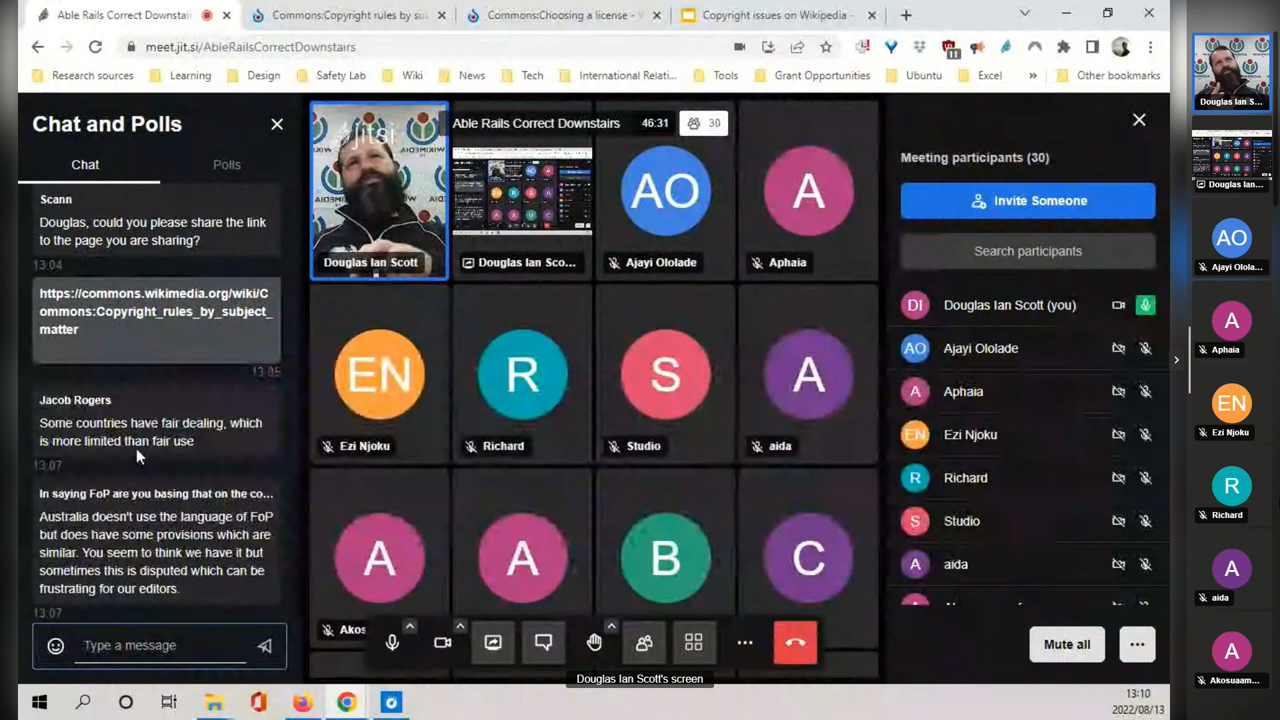 Able Rails Correct Downstair
Commons:Copyright rules by su
Commons:Choosing a license - V
Copyright issues on Wikipedia -
meet.jit.si/AbleRailsCorrectDownstairs
Research sources
Learning
Design
Safety Lab
Wiki
News
Tech
International Relati...
Tools
Grant Opportunities
Ubuntu
Excel
Other bookmarks
Chat and Polls
Chat
Polls
Scann
Douglas, could you please share the link
to the page you are sharing?
13:04
https://commons.wikimedia.org/wiki/C
ommons:Copyright_rules_by_subject_
matter
13:05
Jacob Rogers
Some countries have fair dealing, which
is more limited than fair use
13:07
In saying FoP are you basing that on the co...
Australia doesn't use the language of FoP
but does have some provisions which are
similar. You seem to think we have it but
sometimes this is disputed which can be
frustrating for our editors.
13:07
Type a message
Jitsi
Able Rails Correct Downstairs
46:31
30
Douglas Ian Scott
Douglas Ian Sco...
AO
Ajayi Ololade
A
Aphaia
EN
Ezi Njoku
R
Richard
S
Studio
A
aida
A
Akos
A
B
C
Douglas Ian Scott's screen
Meeting participants (30)
Invite Someone
Search participants
DI
Douglas Ian Scott (you)
AO
Ajayi Ololade
A
Aphaia
EN
Ezi Njoku
R
Richard
S
Studio
A
aida
Mute all
13:10
2022/08/13
Douglas Ian S...
Douglas Ian...
AO
Ajayi Olola...
A
Aphaia
EN
Ezi Njoku
R
Richard
A
aida
A
Akosuaam...